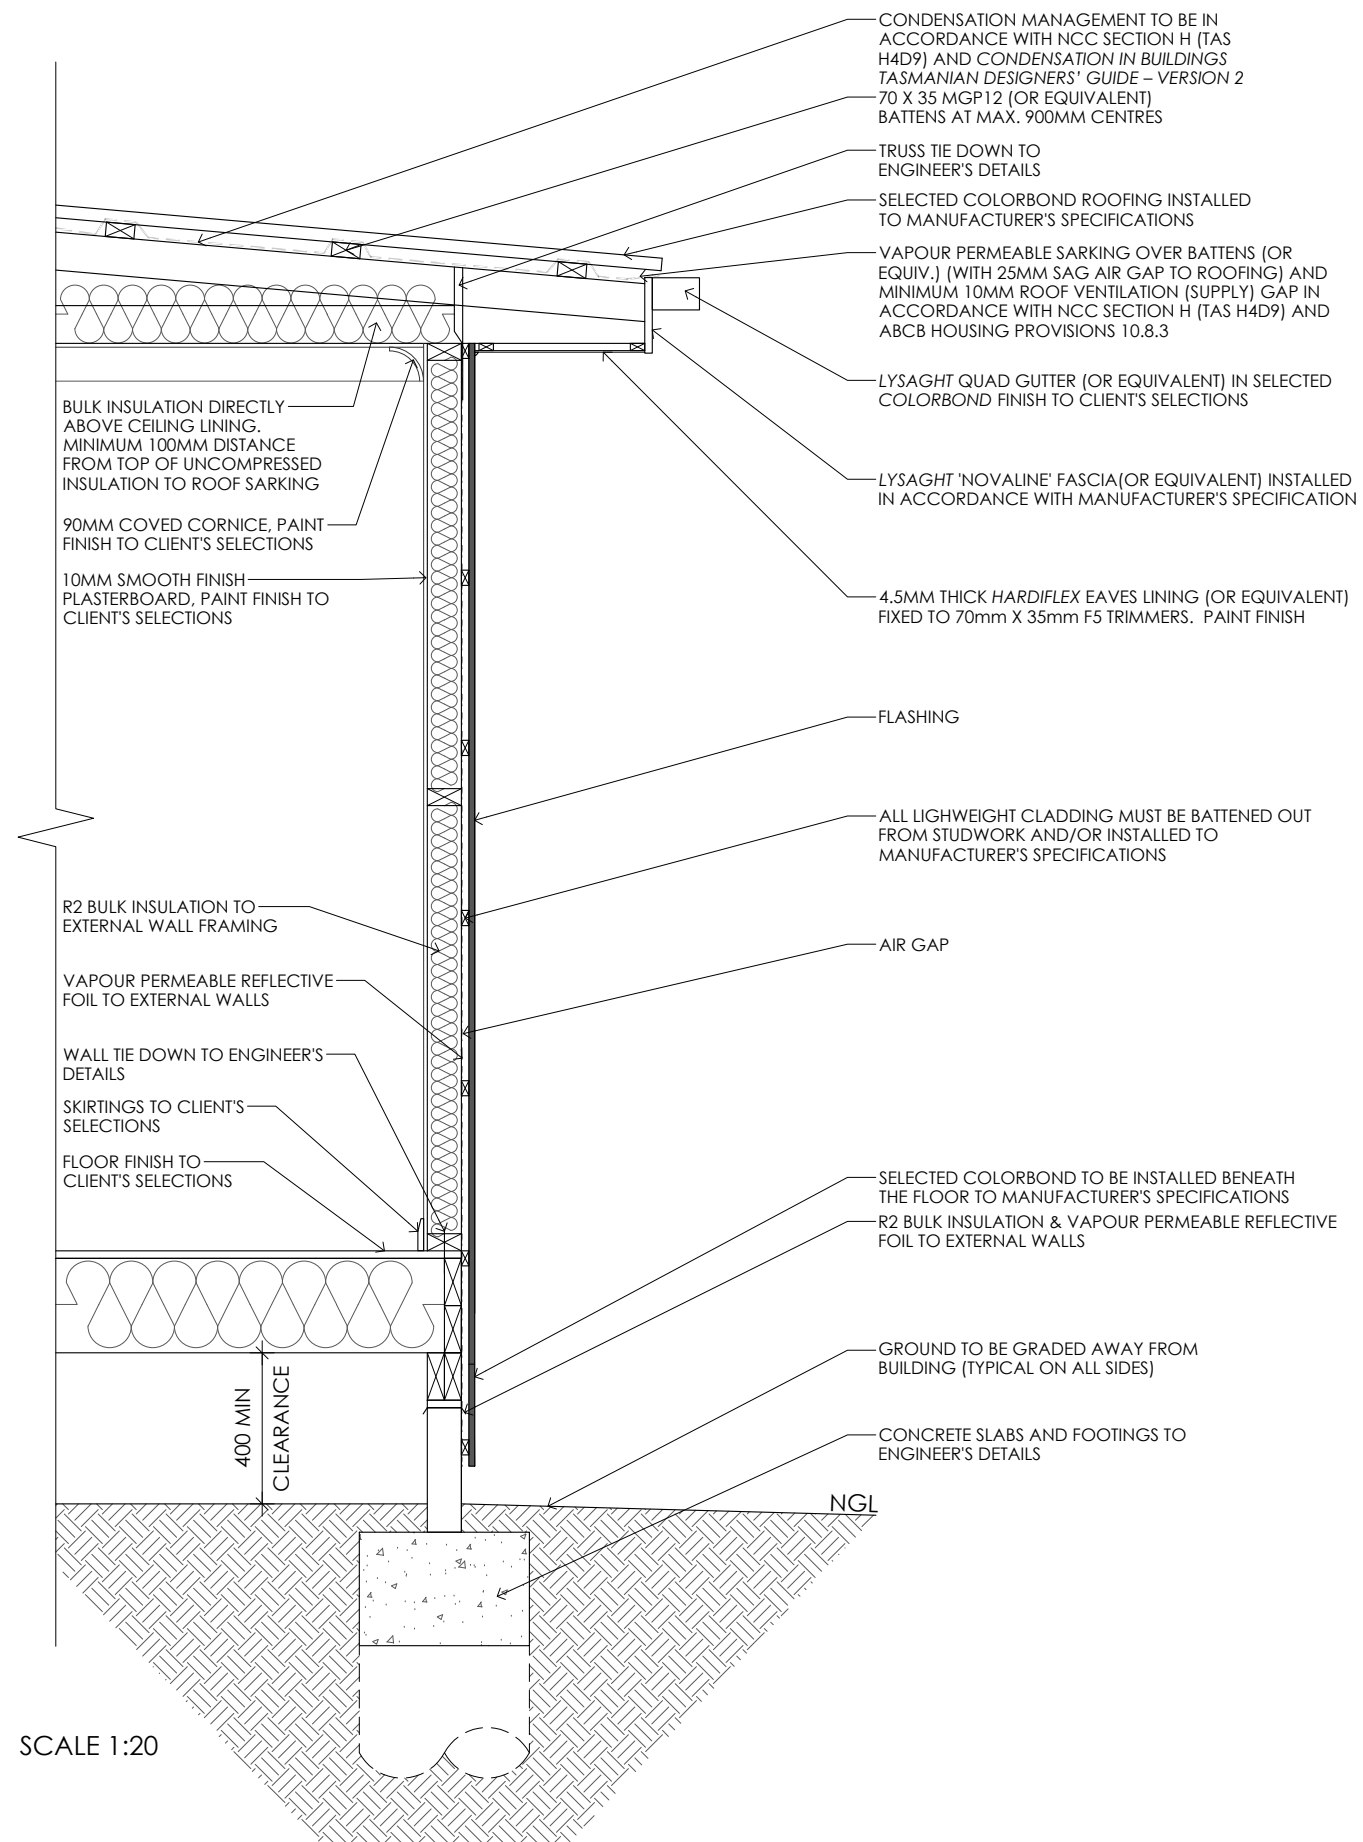 CONDENSATION MANAGEMENT TO BE IN
ACCORDANCE WITH NCC SECTION H (TAS
H4D9) AND CONDENSATION IN BUILDINGS
TASMANIAN DESIGNERS' GUIDE – VERSION 2
70 X 35 MGP12 (OR EQUIVALENT)
BATTENS AT MAX. 900MM CENTRES
TRUSS TIE DOWN TO
ENGINEER'S DETAILS
SELECTED COLORBOND ROOFING INSTALLED
TO MANUFACTURER'S SPECIFICATIONS
VAPOUR PERMEABLE SARKING OVER BATTENS (OR
EQUIV.) (WITH 25MM SAG AIR GAP TO ROOFING) AND
MINIMUM 10MM ROOF VENTILATION (SUPPLY) GAP IN
ACCORDANCE WITH NCC SECTION H (TAS H4D9) AND
ABCB HOUSING PROVISIONS 10.8.3
LYSAGHT QUAD GUTTER (OR EQUIVALENT) IN SELECTED
COLORBOND FINISH TO CLIENT'S SELECTIONS
LYSAGHT 'NOVALINE' FASCIA(OR EQUIVALENT) INSTALLED
IN ACCORDANCE WITH MANUFACTURER'S SPECIFICATION
4.5MM THICK HARDIFLEX EAVES LINING (OR EQUIVALENT)
FIXED TO 70mm X 35mm F5 TRIMMERS. PAINT FINISH
FLASHING
ALL LIGHWEIGHT CLADDING MUST BE BATTENED OUT
FROM STUDWORK AND/OR INSTALLED TO
MANUFACTURER'S SPECIFICATIONS
AIR GAP
SELECTED COLORBOND TO BE INSTALLED BENEATH
THE FLOOR TO MANUFACTURER'S SPECIFICATIONS
R2 BULK INSULATION & VAPOUR PERMEABLE REFLECTIVE
FOIL TO EXTERNAL WALLS
GROUND TO BE GRADED AWAY FROM
BUILDING (TYPICAL ON ALL SIDES)
CONCRETE SLABS AND FOOTINGS TO
ENGINEER'S DETAILS
NGL
BULK INSULATION DIRECTLY
ABOVE CEILING LINING.
MINIMUM 100MM DISTANCE
FROM TOP OF UNCOMPRESSED
INSULATION TO ROOF SARKING
90MM COVED CORNICE, PAINT
FINISH TO CLIENT'S SELECTIONS
10MM SMOOTH FINISH
PLASTERBOARD, PAINT FINISH TO
CLIENT'S SELECTIONS
R2 BULK INSULATION TO
EXTERNAL WALL FRAMING
VAPOUR PERMEABLE REFLECTIVE
FOIL TO EXTERNAL WALLS
WALL TIE DOWN TO ENGINEER'S
DETAILS
SKIRTINGS TO CLIENT'S
SELECTIONS
FLOOR FINISH TO
CLIENT'S SELECTIONS
400 MIN
CLEARANCE
SCALE 1:20